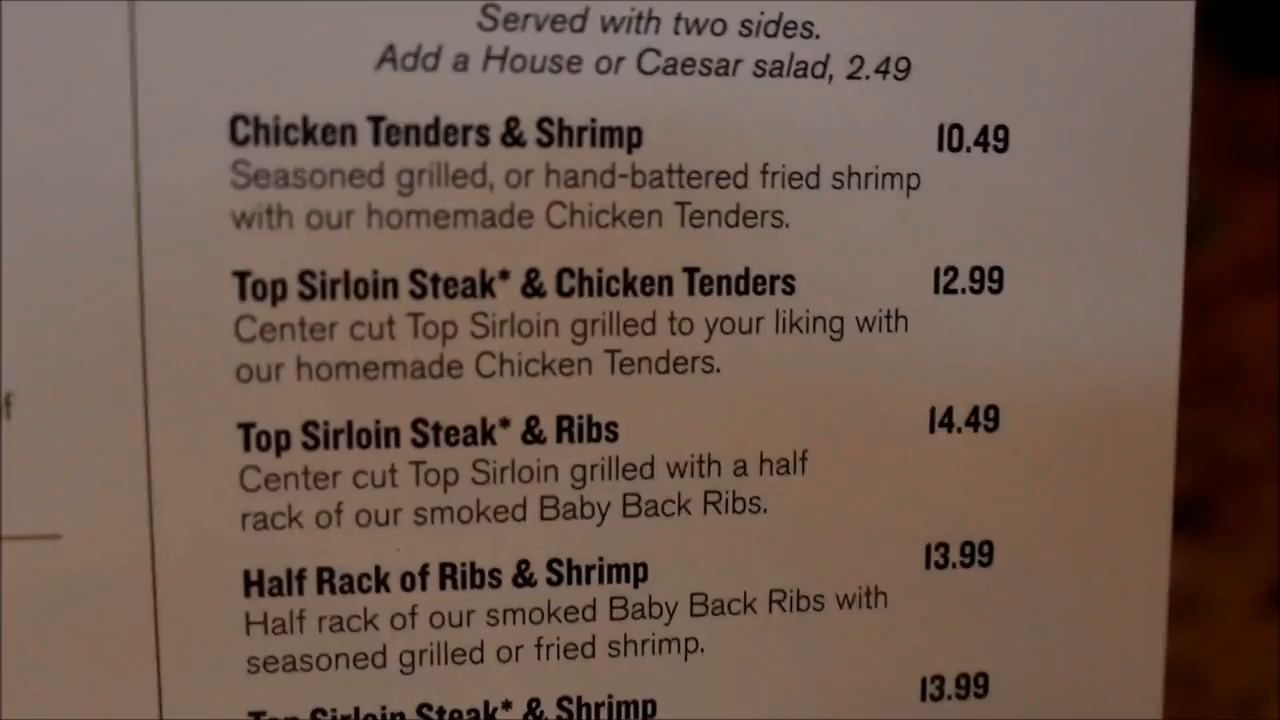 Served with two sides.
Add a House or Caesar salad, 2.49
Chicken Tenders & Shrimp 10.49
Seasoned grilled, or hand-battered fried shrimp
with our homemade Chicken Tenders.
Top Sirloin Steak* & Chicken Tenders 12.99
Center cut Top Sirloin grilled to your liking with
our homemade Chicken Tenders.
Top Sirloin Steak* & Ribs 14.49
Center cut Top Sirloin grilled with a half
rack of our smoked Baby Back Ribs.
Half Rack of Ribs & Shrimp 13.99
Half rack of our smoked Baby Back Ribs with
seasoned grilled or fried shrimp.
Top Sirloin Steak* & Shrimp 13.99